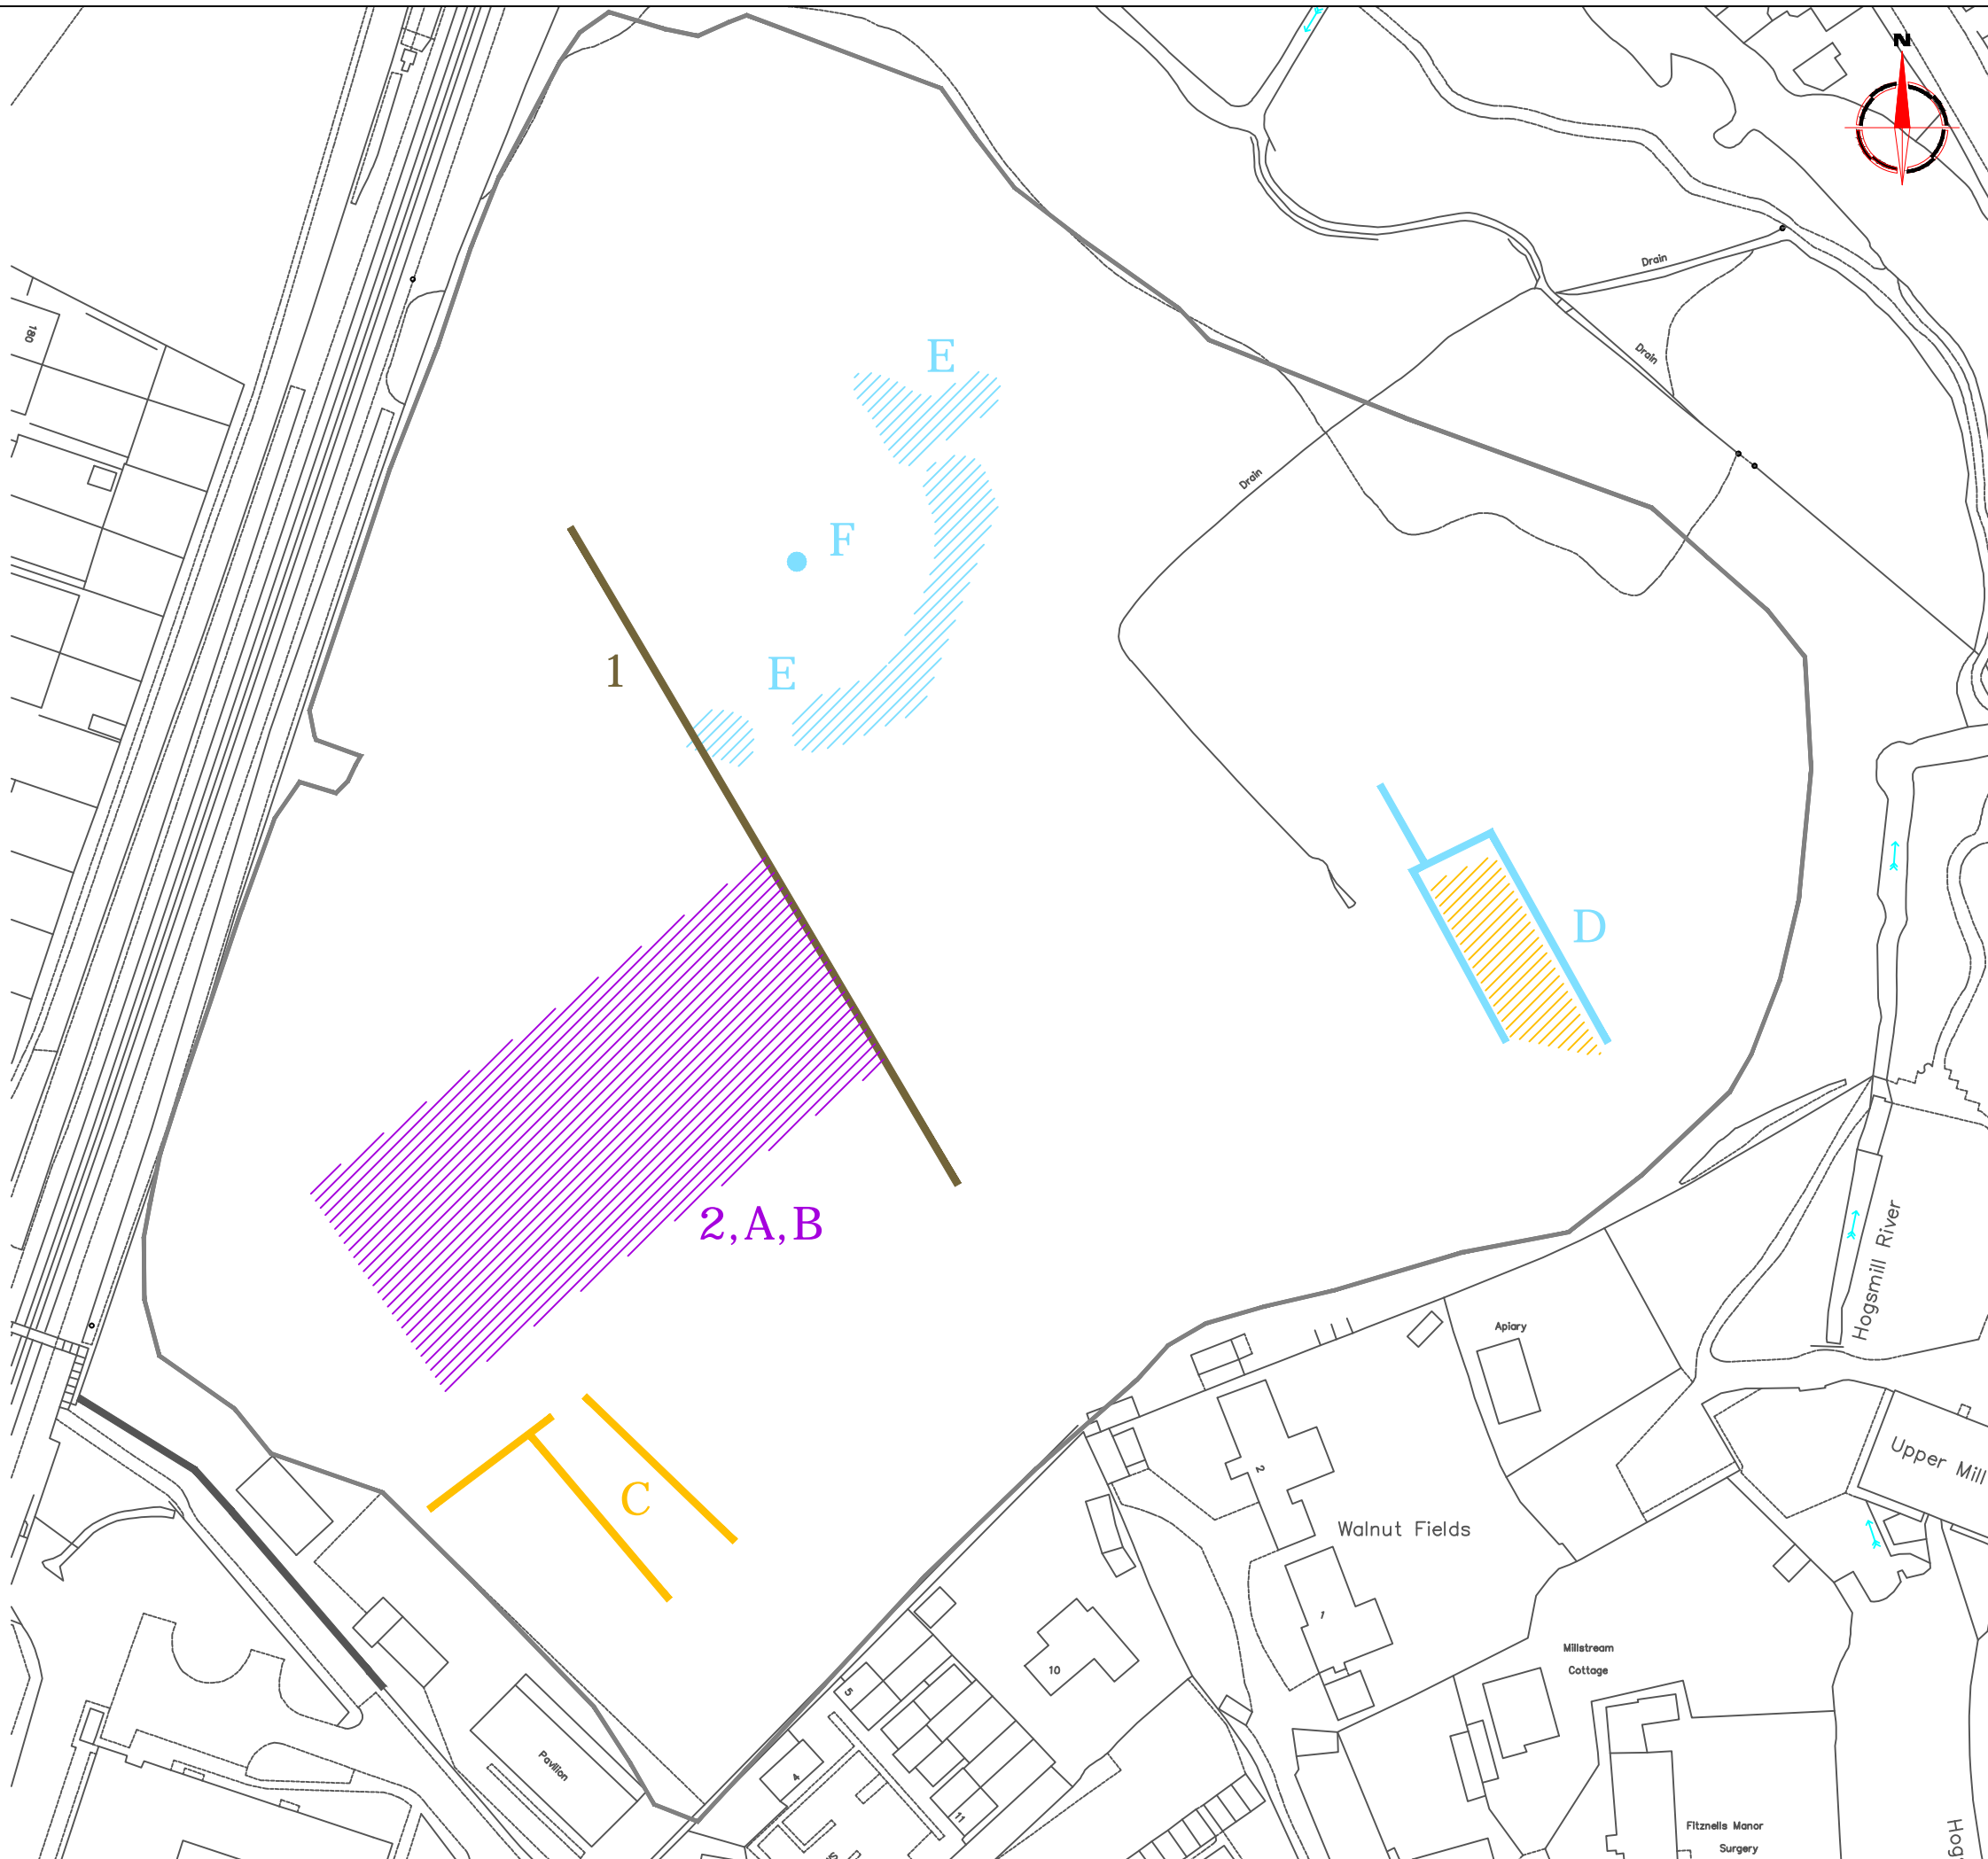 N
Drain
180
Drain
E
Drain
F
1
E
D
2,A,B
Hogsmill River
Apiary
Upper Mill
2
C
Walnut Fields
1
Millstream
Cottage
10
5
Pavilion
4
11
Fitznells Manor
Surgery
Hog